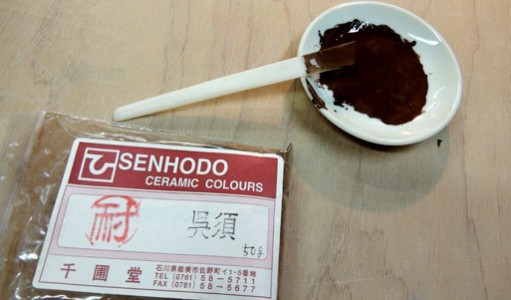 SENHODO
CERAMIC COLOURS
耐
呉須
50g
千圃堂
石川県能美市佐野町イ1-5番地
TEL (0761) 58-5711
FAX (0761) 58-5677